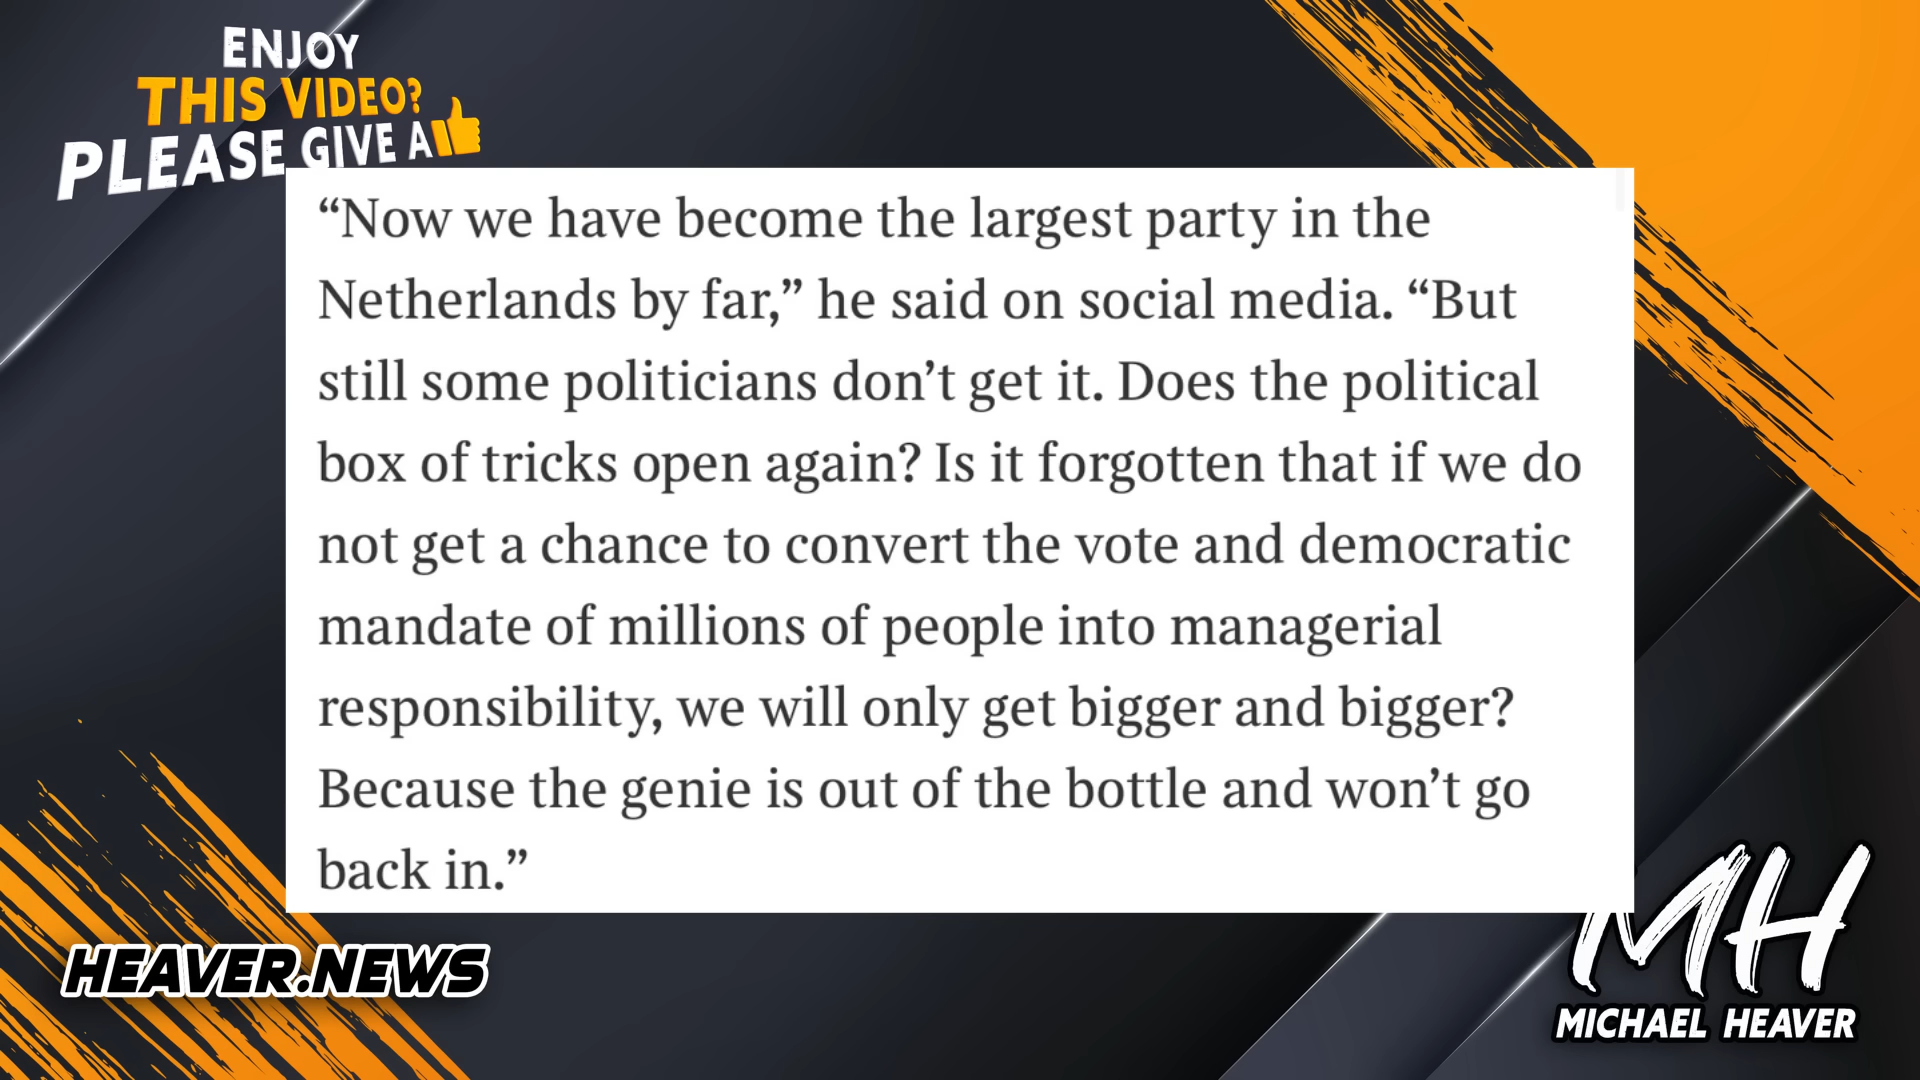 ENJOY
THIS VIDEO?
PLEASE GIVE A
“Now we have become the largest party in the
Netherlands by far,” he said on social media. “But
still some politicians don’t get it. Does the political
box of tricks open again? Is it forgotten that if we do
not get a chance to convert the vote and democratic
mandate of millions of people into managerial
responsibility, we will only get bigger and bigger?
Because the genie is out of the bottle and won’t go
back in.”
HEAVER.NEWS
MH
MICHAEL HEAVER